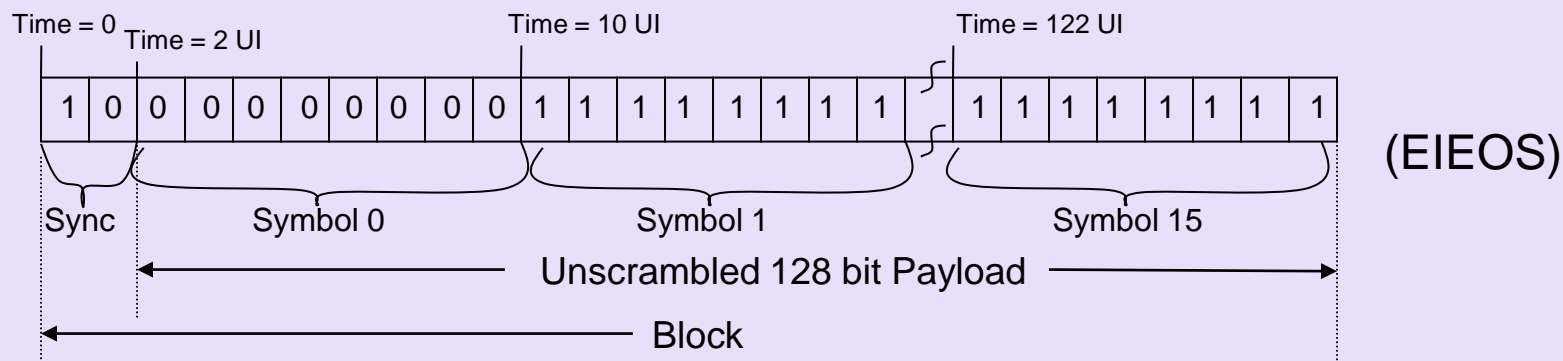 Time = 0
Time = 2 UI
Time = 10 UI
Time = 122 UI
1 0 0 0 0 0 0 0 0 0 1 1 1 1 1 1 1 1 1 1 1 1 1 1 1 1
(EIEOS)
Sync
Symbol 0
Symbol 1
Symbol 15
Unscrambled 128 bit Payload
Block